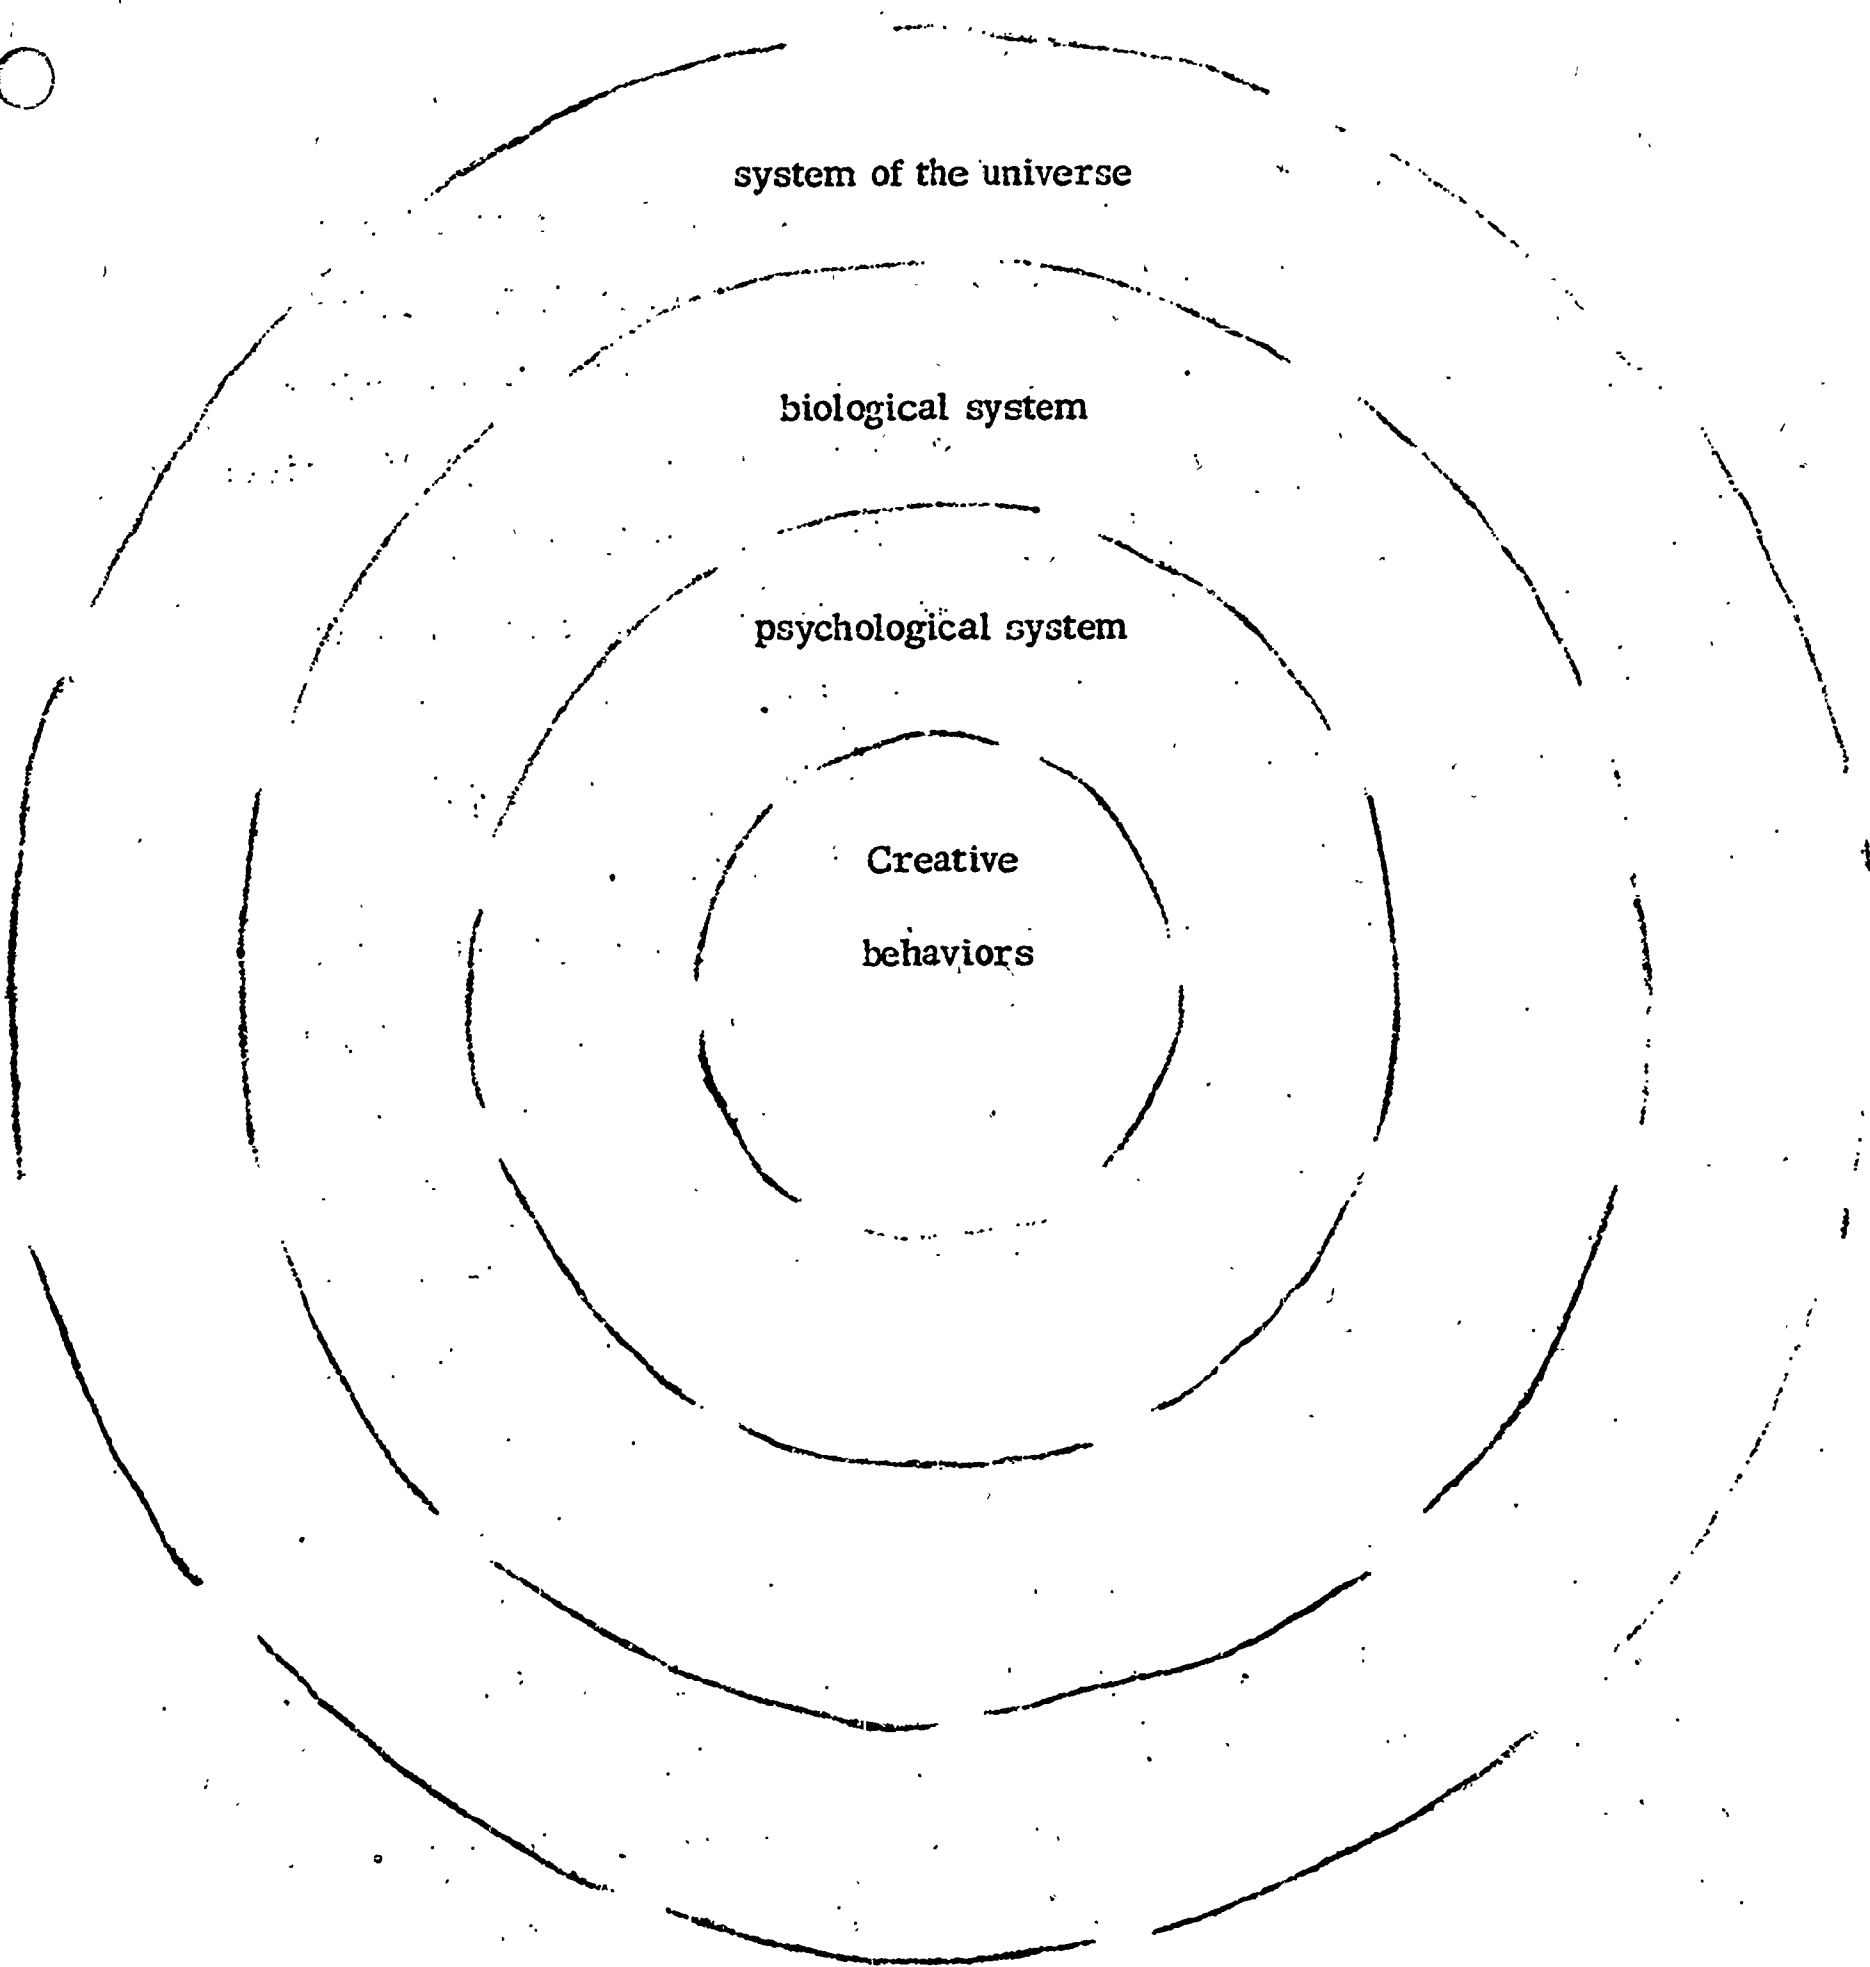 system of the universe
biological system
psychological system
Creative
behaviors